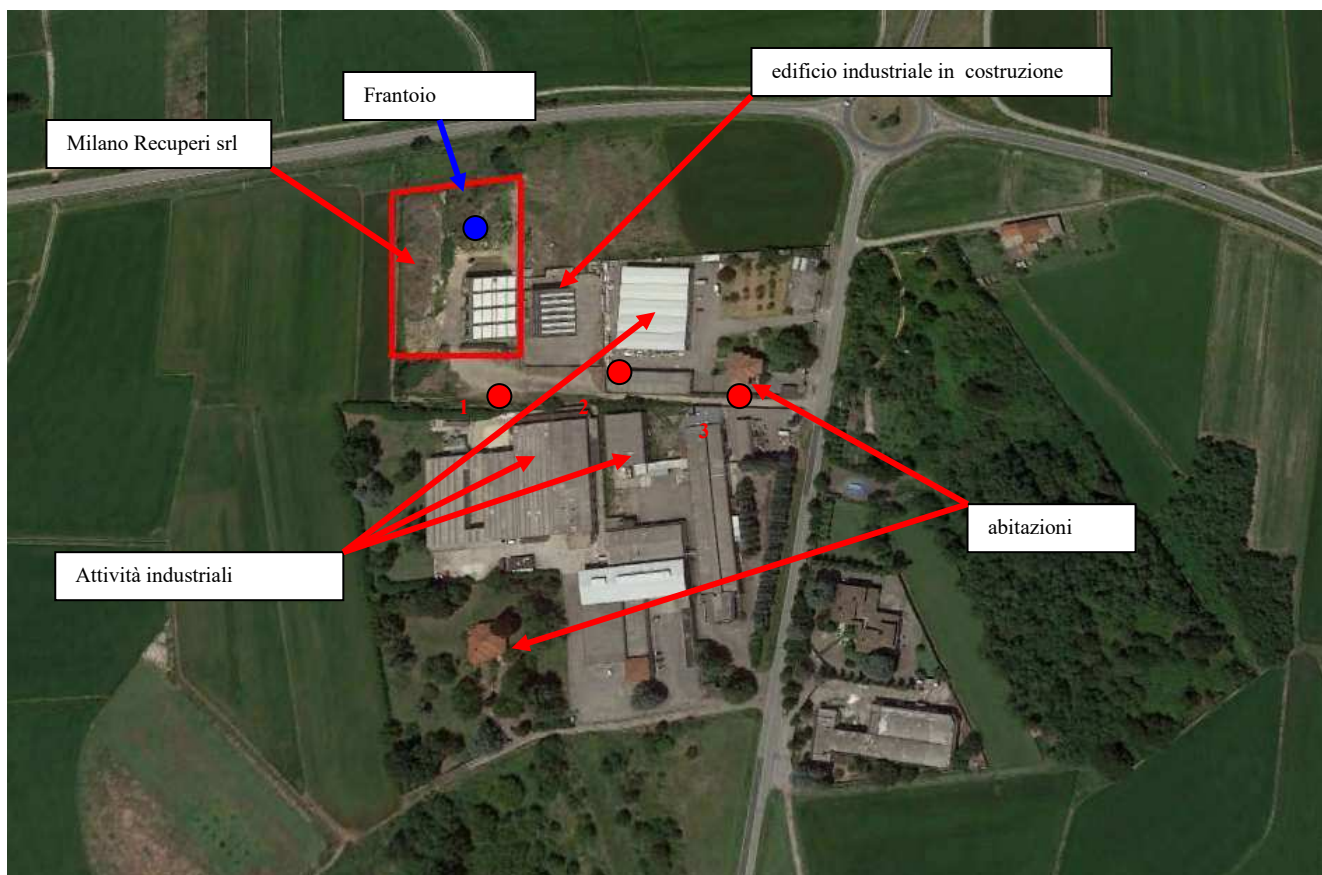 edificio industriale in  costruzione
Frantoio
Milano Recuperi srl
1
2
3
abitazioni
Attività industriali